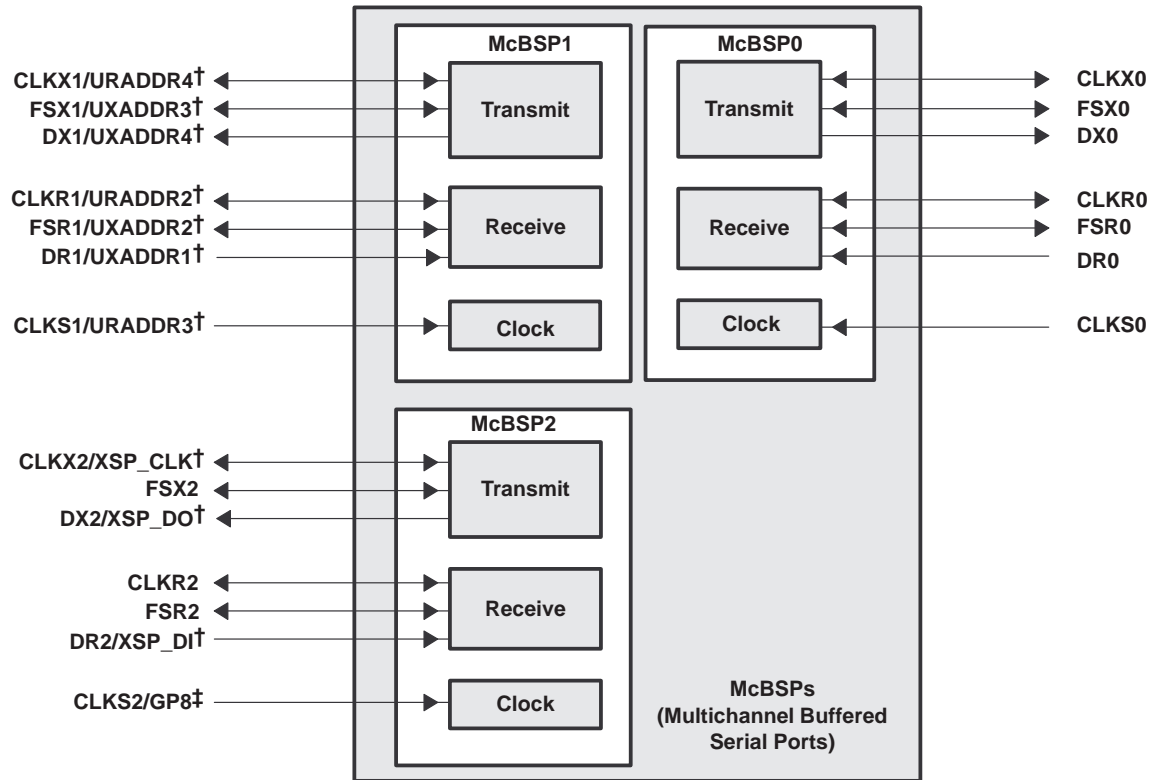 McBSP1
CLKX1/URADDR4†
FSX1/UXADDR3†
DX1/UXADDR4†
Transmit
CLKR1/URADDR2†
FSR1/UXADDR2†
DR1/UXADDR1†
Receive
CLKS1/URADDR3†
Clock
McBSP0
Transmit
CLKX0
FSX0
DX0
Receive
CLKR0
FSR0
DR0
Clock
CLKS0
McBSP2
CLKX2/XSP_CLK†
FSX2
DX2/XSP_DO†
Transmit
CLKR2
FSR2
DR2/XSP_DI†
Receive
CLKS2/GP8‡
Clock
McBSPs
(Multichannel Buffered
Serial Ports)